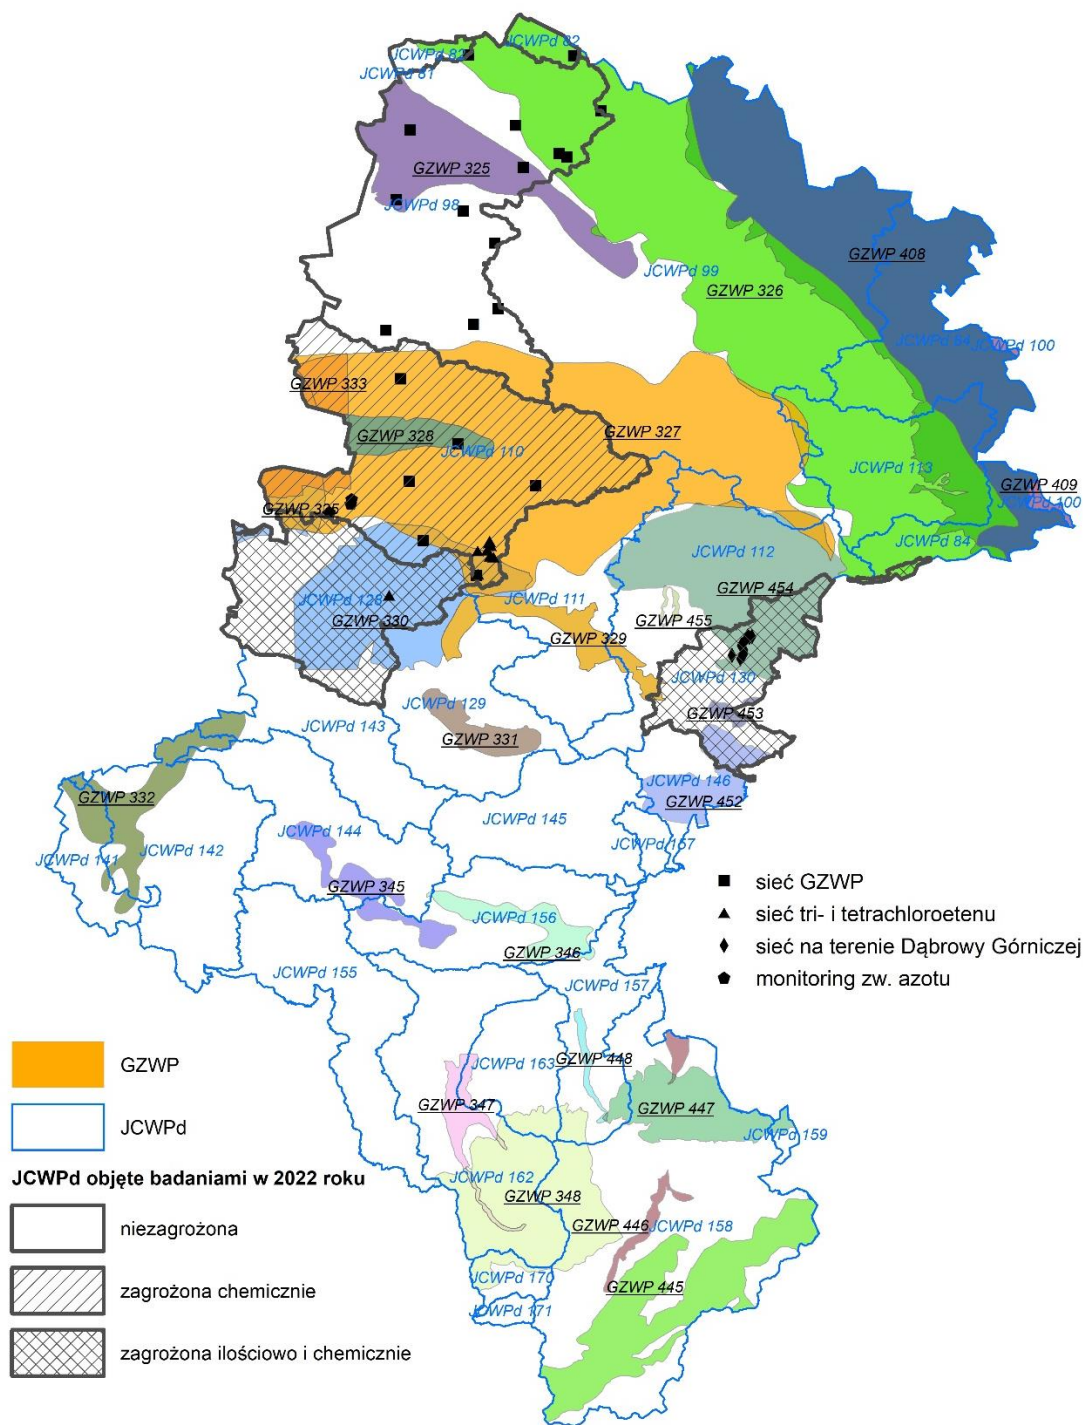 JCWPd 82
JCWPd 82
JCWPd 81
GZWP 325
JCWPd 98
JCWPd 99
GZWP 326
GZWP 408
JCWPd 84
JCWPd 100
GZWP 333
GZWP 328
JCWPd 110
GZWP 327
JCWPd 113
GZWP 409
JCWPd 100
JCWPd 84
JCWPd 112
GZWP 454
JCWPd 128
GZWP 330
JCWPd 111
GZWP 329
GZWP 455
JCWPd 130
GZWP 453
JCWPd 129
JCWPd 143
GZWP 331
JCWPd 146
GZWP 452
GZWP 332
JCWPd 141
JCWPd 142
JCWPd 144
JCWPd 145
JCWPd 157
GZWP 345
JCWPd 156
GZWP 346
JCWPd 155
JCWPd 157
JCWPd 163
GZWP 448
GZWP 347
GZWP 447
JCWPd 159
JCWPd 162
GZWP 348
GZWP 446
JCWPd 158
JCWPd 170
GZWP 445
JCWPd 171
sieć GZWP
sieć tri- i tetrachloroetenu
sieć na terenie Dąbrowy Górniczej
monitoring zw. azotu
GZWP
JCWPd
JCWPd objęte badaniami w 2022 roku
niezagrożona
zagrożona chemicznie
zagrożona ilościowo i chemicznie